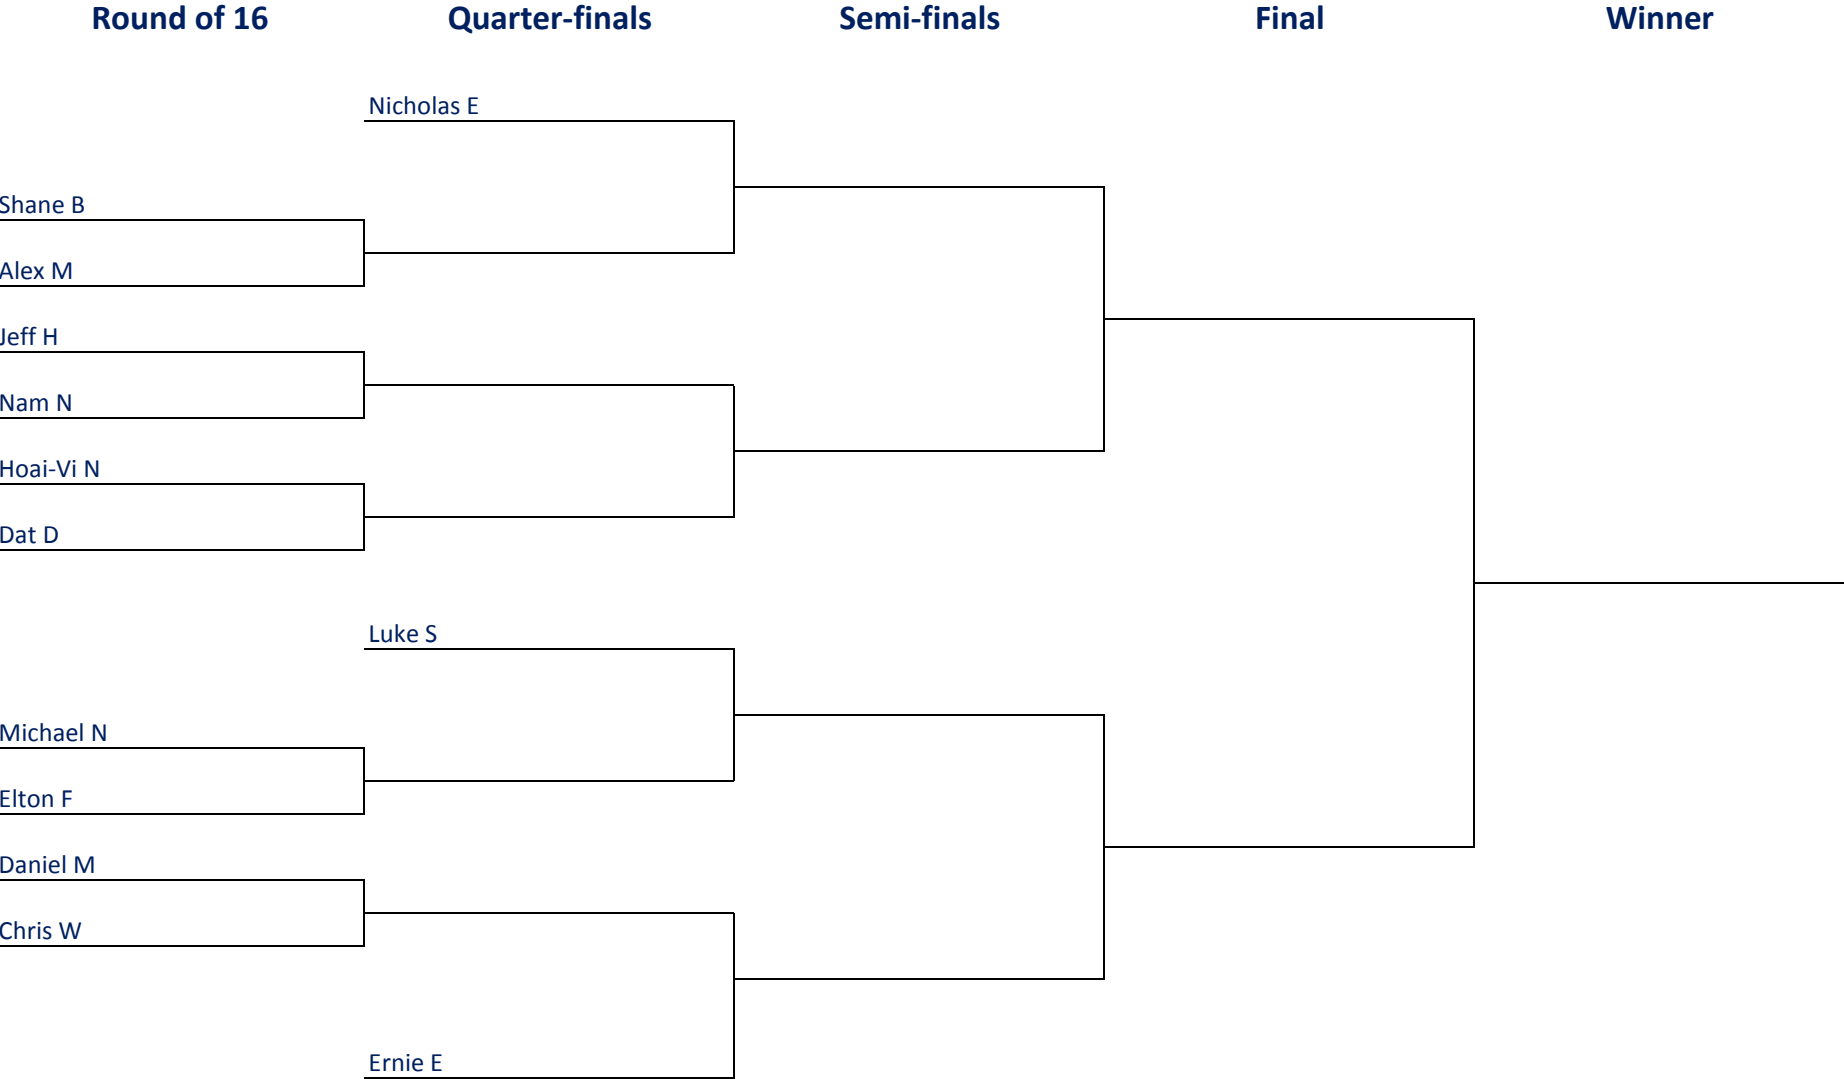 Round of 16 Quarter-finals Semi-finals Final Winner
Nicholas E
Shane B
Alex M
Jeff H
Nam N
Hoai-Vi N
Dat D
Luke S
Michael N
Elton F
Daniel M
Chris W
Ernie E